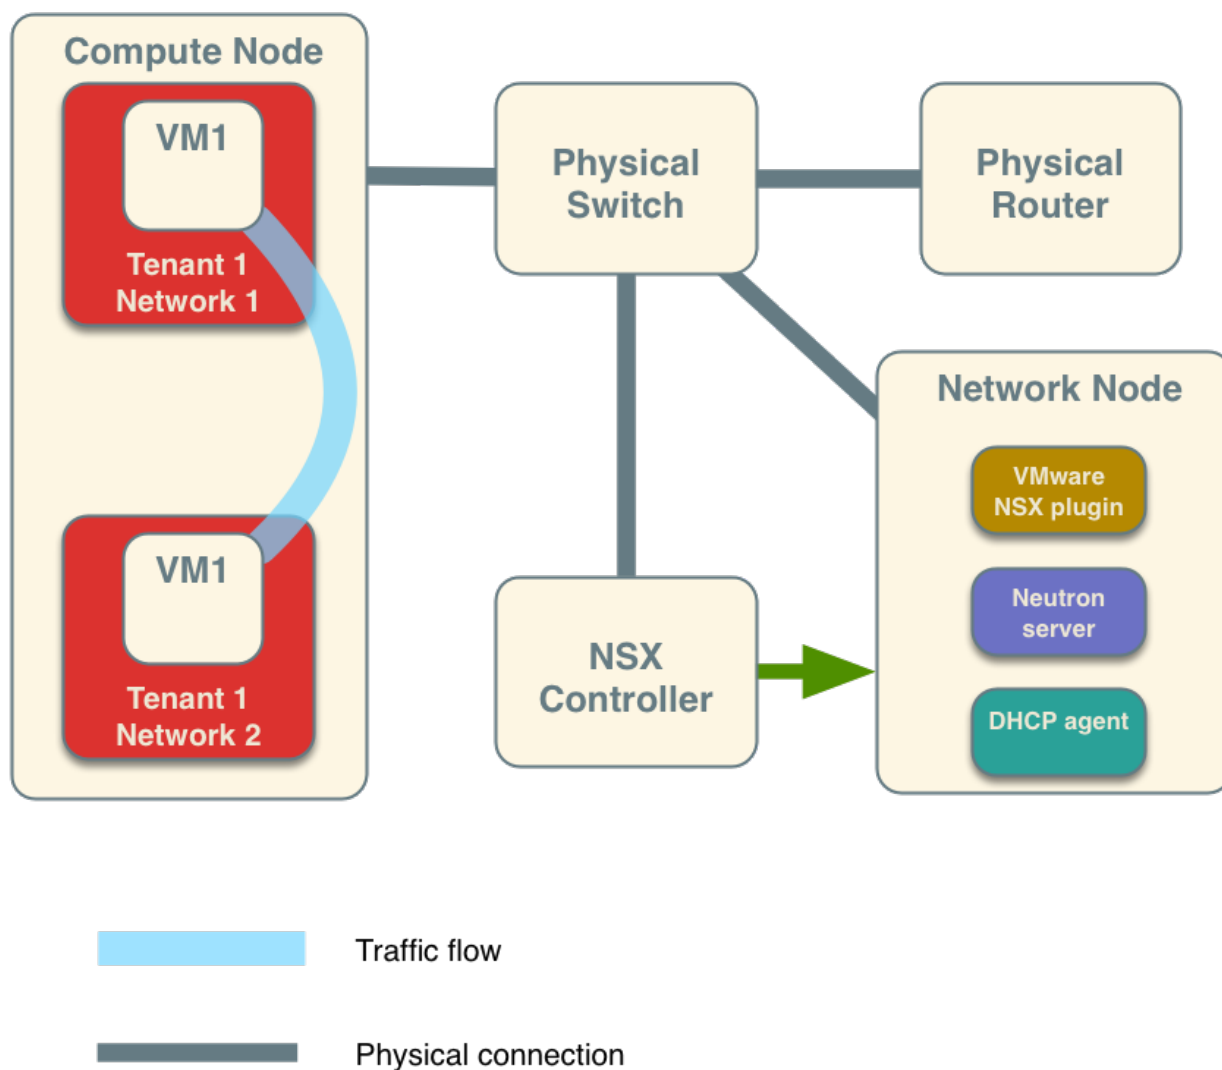 Compute Node
VM1
Tenant 1
Network 1
VM1
Tenant 1
Network 2
Physical
Switch
Physical
Router
NSX
Controller
Network Node
VMware
NSX plugin
Neutron
server
DHCP agent
Traffic flow
Physical connection